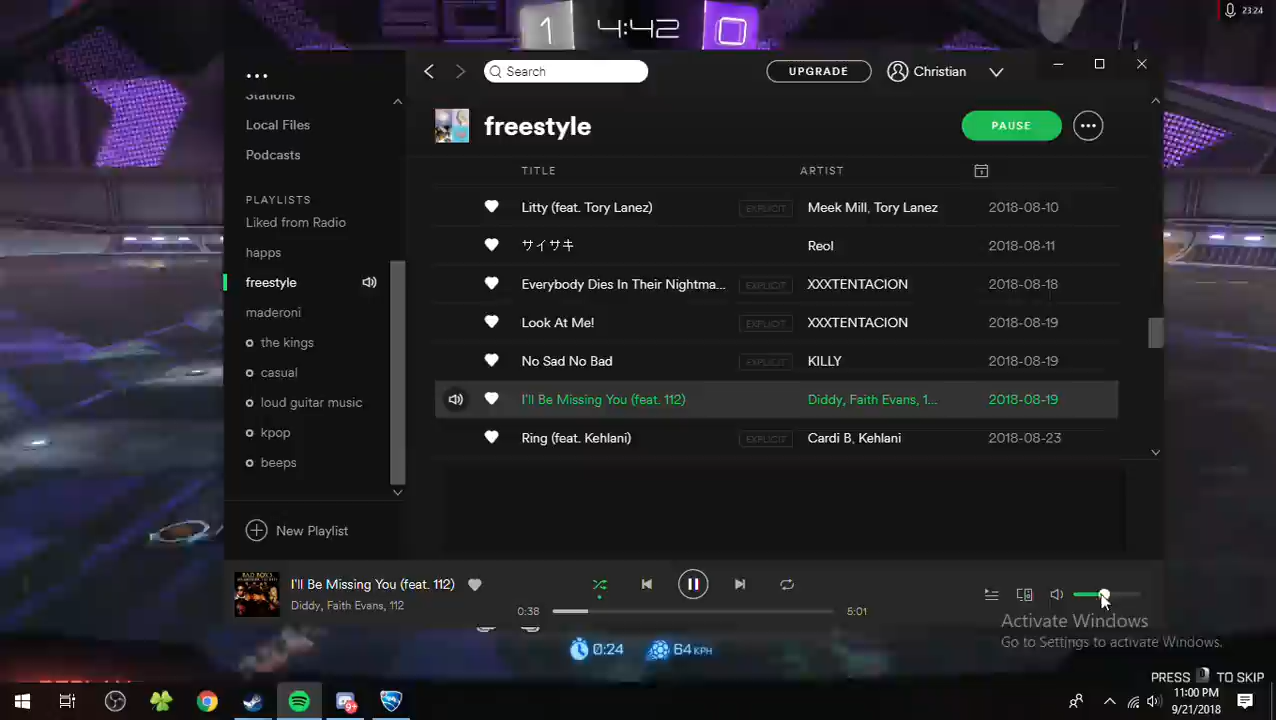 1 4:42 0
23:24
Search
UPGRADE
Christian
Stations
Local Files
Podcasts
PLAYLISTS
Liked from Radio
happs
freestyle
maderoni
the kings
casual
loud guitar music
kpop
beeps
New Playlist
freestyle
PAUSE
TITLE ARTIST
Litty (feat. Tory Lanez) EXPLICIT Meek Mill, Tory Lanez 2018-08-10
サイサキ Reol 2018-08-11
Everybody Dies In Their Nightma... EXPLICIT XXXTENTACION 2018-08-18
Look At Me! EXPLICIT XXXTENTACION 2018-08-19
No Sad No Bad EXPLICIT KILLY 2018-08-19
I'll Be Missing You (feat. 112) Diddy, Faith Evans, 1... 2018-08-19
Ring (feat. Kehlani) EXPLICIT Cardi B, Kehlani 2018-08-23
I'll Be Missing You (feat. 112)
Diddy, Faith Evans, 112
0:38 5:01
Activate Windows
Go to Settings to activate Windows.
0:24 64 KPH
PRESS TO SKIP
11:00 PM
9/21/2018